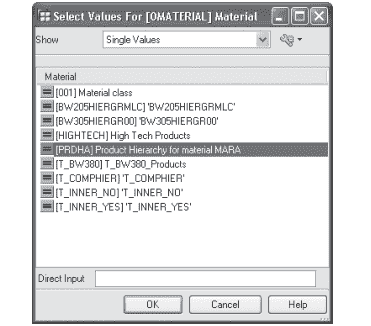 Select Values For [0MATERIAL] Material
Show
Single Values
Material
[001] Material class
[BW205HIERGRMLC] 'BW205HIERGRMLC'
[BW305HIERGR00] 'BW305HIERGR00'
[HIGHTECH] High Tech Products
[PRDHA] Product Hierarchy for material MARA
[T_BW380] T_BW380_Products
[T_COMPHIER] 'T_COMPHIER'
[T_INNER_NO] 'T_INNER_NO'
[T_INNER_YES] 'T_INNER_YES'
Direct Input
OK Cancel Help